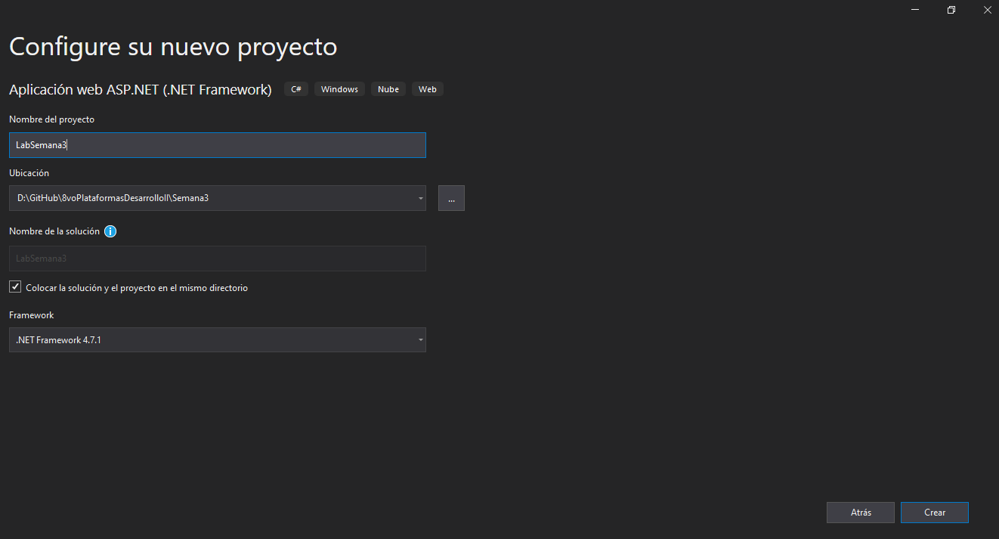 Configure su nuevo proyecto
Aplicación web ASP.NET (.NET Framework) C# Windows Nube Web
Nombre del proyecto
LabSemana3
Ubicación
D:\GitHub\8voPlataformasDesarrolloII\Semana3
...
Nombre de la solución
LabSemana3
Colocar la solución y el proyecto en el mismo directorio
Framework
.NET Framework 4.7.1
Atrás Crear